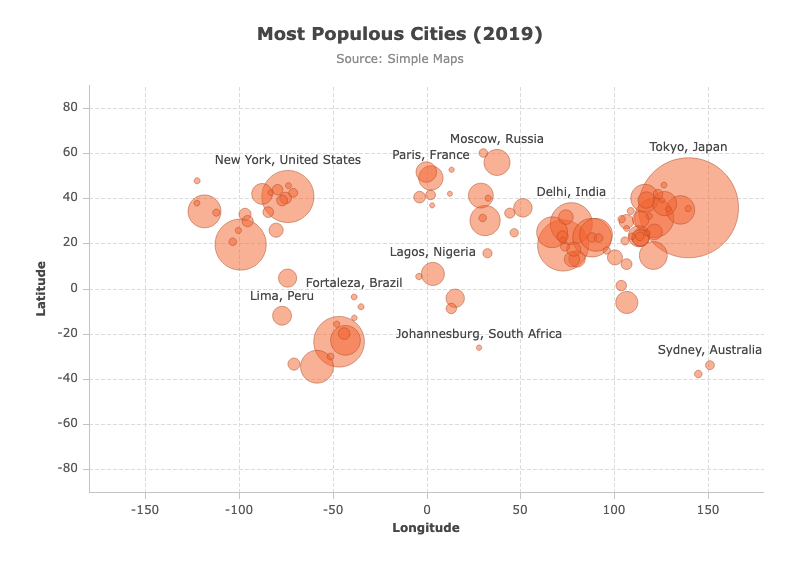 Most Populous Cities (2019)
Source: Simple Maps
80
60
40
20
0
-20
-40
-60
-80
Latitude
Moscow, Russia
Tokyo, Japan
Paris, France
New York, United States
Delhi, India
Lagos, Nigeria
Fortaleza, Brazil
Lima, Peru
Johannesburg, South Africa
Sydney, Australia
-150
-100
-50
0
50
100
150
Longitude